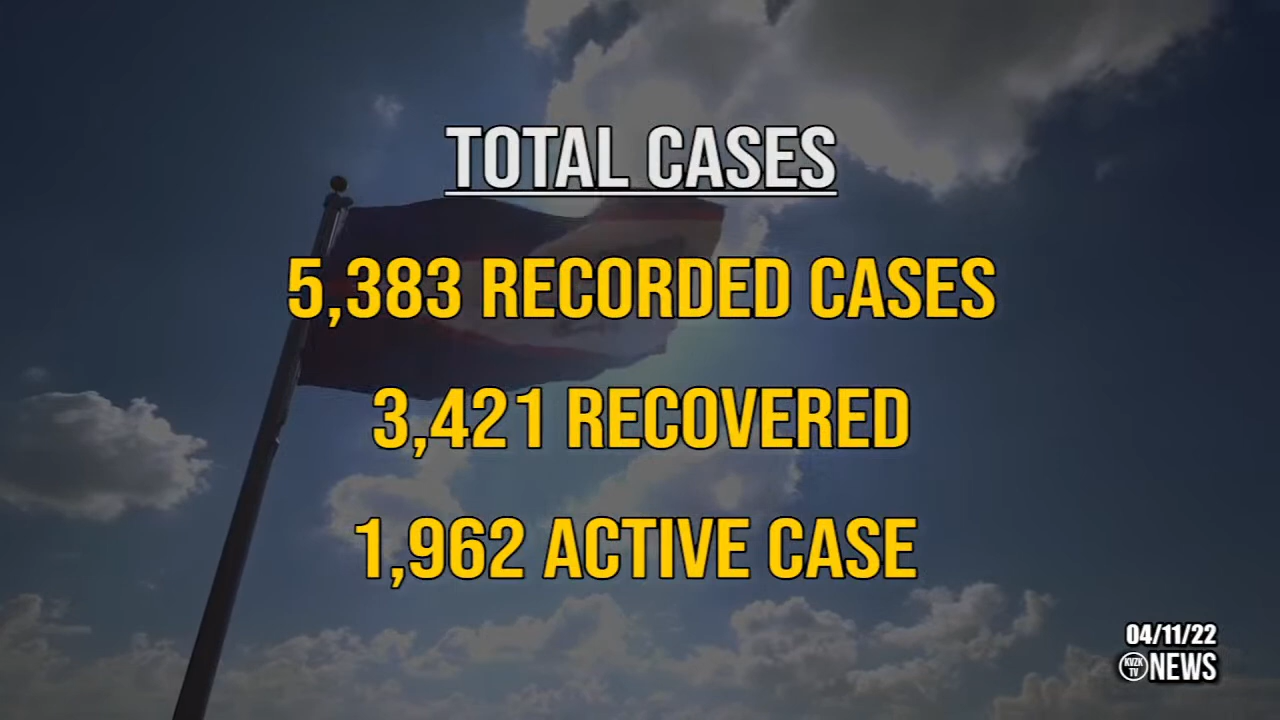 TOTAL CASES
5,383 RECORDED CASES
3,421 RECOVERED
1,962 ACTIVE CASE
04/11/22
KVZK
TV
NEWS